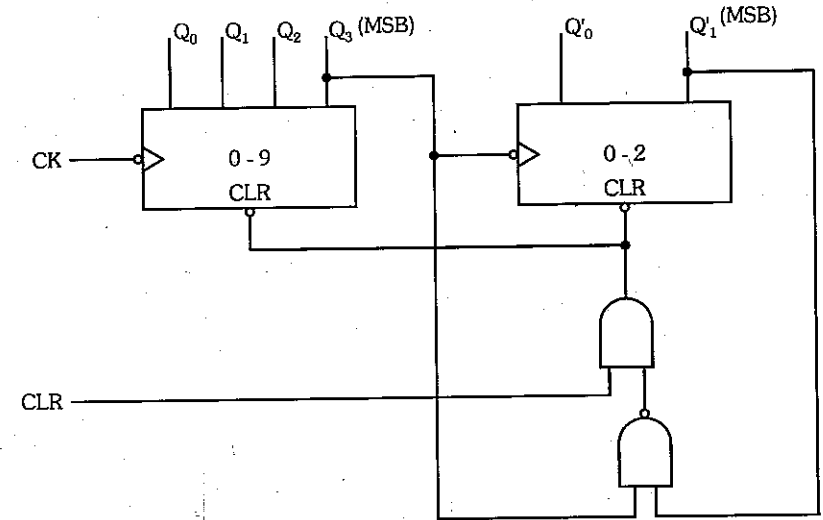 Q₀ Q₁ Q₂ Q₃ (MSB) Q'₀ Q'₁ (MSB)
CK 0 - 9 0 - 2
CLR CLR
CLR